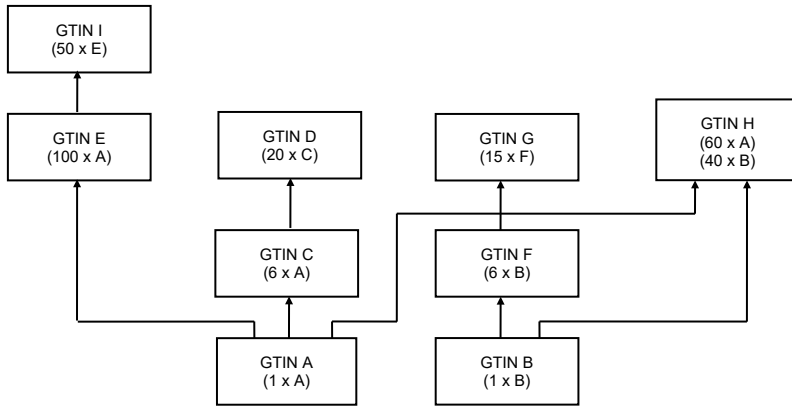 GTIN I
(50 x E)
GTIN E
(100 x A)
GTIN D
(20 x C)
GTIN G
(15 x F)
GTIN H
(60 x A)
(40 x B)
GTIN C
(6 x A)
GTIN F
(6 x B)
GTIN A
(1 x A)
GTIN B
(1 x B)